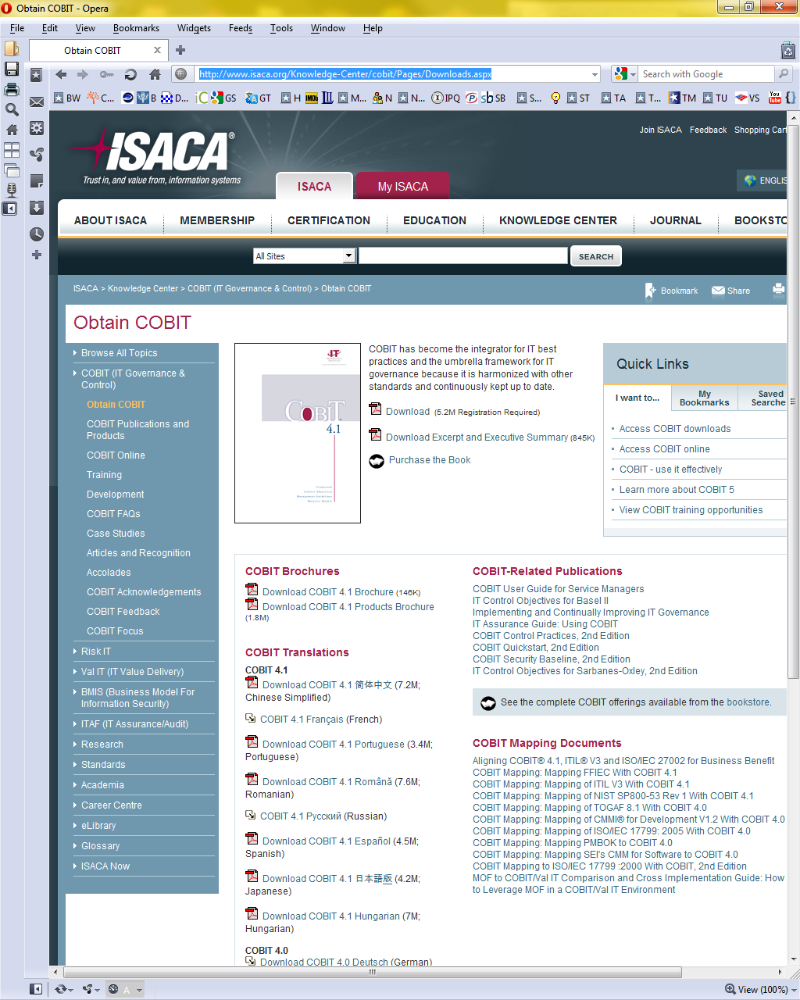 Obtain COBIT - Opera
File Edit View Bookmarks Widgets Feeds Tools Window Help
Obtain COBIT
http://www.isaca.org/Knowledge-Center/cobit/Pages/Downloads.aspx
Search with Google
BW C... B D... GS GT H IMDb M... N N... IPQ SB S... ST TA T... TM TU VS
Join ISACA Feedback Shopping Cart
ISACA®
Trust in, and value from, information systems
ENGLIS
ISACA My ISACA
ABOUT ISACA MEMBERSHIP CERTIFICATION EDUCATION KNOWLEDGE CENTER JOURNAL BOOKSTO
All Sites SEARCH
ISACA > Knowledge Center > COBIT (IT Governance & Control) > Obtain COBIT
Bookmark Share
Obtain COBIT
Browse All Topics
COBIT (IT Governance &
Control)
Obtain COBIT
COBIT Publications and
Products
COBIT Online
Training
Development
COBIT FAQs
Case Studies
Articles and Recognition
Accolades
COBIT Acknowledgements
COBIT Feedback
COBIT Focus
Risk IT
Val IT (IT Value Delivery)
BMIS (Business Model For
Information Security)
ITAF (IT Assurance/Audit)
Research
Standards
Academia
Career Centre
eLibrary
Glossary
ISACA Now
COBIT
4.1
COBIT has become the integrator for IT best
practices and the umbrella framework for IT
governance because it is harmonized with other
standards and continuously kept up to date.
Download (5.2M Registration Required)
Download Excerpt and Executive Summary (845K)
Purchase the Book
Quick Links
I want to...
My
Bookmarks
Saved
Searche
Access COBIT downloads
Access COBIT online
COBIT - use it effectively
Learn more about COBIT 5
View COBIT training opportunities
COBIT Brochures
Download COBIT 4.1 Brochure (146K)
Download COBIT 4.1 Products Brochure
(1.8M)
COBIT Translations
COBIT 4.1
Download COBIT 4.1 简体中文 (7.2M;
Chinese Simplified)
COBIT 4.1 Français (French)
Download COBIT 4.1 Portuguese (3.4M;
Portuguese)
Download COBIT 4.1 Română (7.6M;
Romanian)
COBIT 4.1 Русский (Russian)
Download COBIT 4.1 Español (4.5M;
Spanish)
Download COBIT 4.1 日本語版 (4.2M;
Japanese)
Download COBIT 4.1 Hungarian (7M;
Hungarian)
COBIT 4.0
Download COBIT 4.0 Deutsch (German)
COBIT-Related Publications
COBIT User Guide for Service Managers
IT Control Objectives for Basel II
Implementing and Continually Improving IT Governance
IT Assurance Guide: Using COBIT
COBIT Control Practices, 2nd Edition
COBIT Quickstart, 2nd Edition
COBIT Security Baseline, 2nd Edition
IT Control Objectives for Sarbanes-Oxley, 2nd Edition
See the complete COBIT offerings available from the bookstore.
COBIT Mapping Documents
Aligning COBIT® 4.1, ITIL® V3 and ISO/IEC 27002 for Business Benefit
COBIT Mapping: Mapping FFIEC With COBIT 4.1
COBIT Mapping: Mapping of ITIL V3 With COBIT 4.1
COBIT Mapping: Mapping of NIST SP800-53 Rev 1 With COBIT 4.1
COBIT Mapping: Mapping of TOGAF 8.1 With COBIT 4.0
COBIT Mapping: Mapping of CMMI® for Development V1.2 With COBIT 4.0
COBIT Mapping: Mapping of ISO/IEC 17799: 2005 With COBIT 4.0
COBIT Mapping: Mapping PMBOK to COBIT 4.0
COBIT Mapping: Mapping SEI's CMM for Software to COBIT 4.0
COBIT Mapping to ISO/IEC 17799 :2000 With COBIT, 2nd Edition
MOF to COBIT/Val IT Comparison and Cross Implementation Guide: How
to Leverage MOF in a COBIT/Val IT Environment
View (100%)